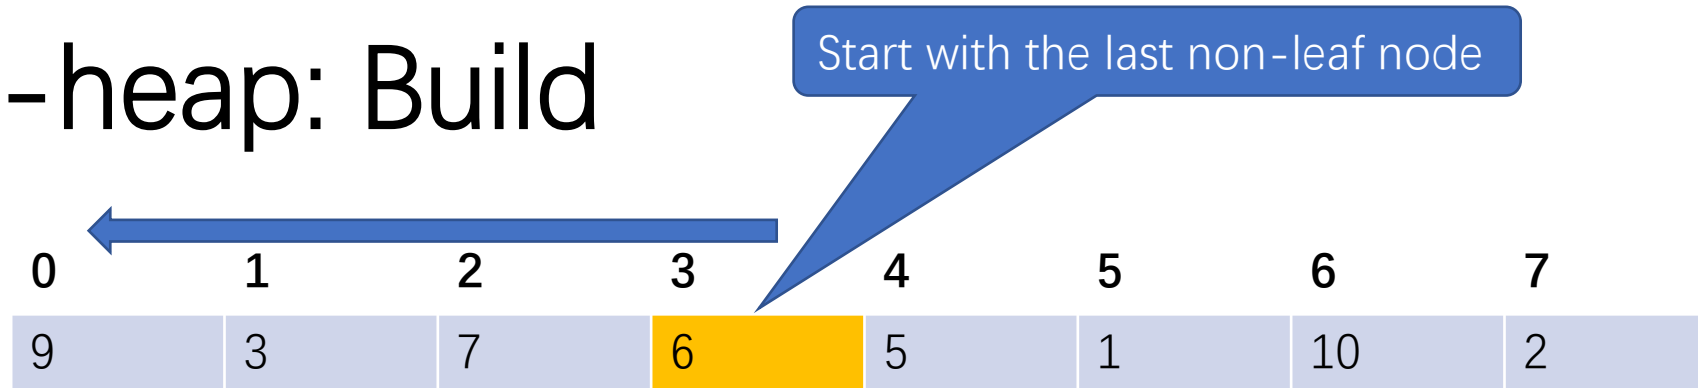 Start with the last non-leaf node
-heap: Build
0 1 2 3 4 5 6 7
9 3 7 6 5 1 10 2